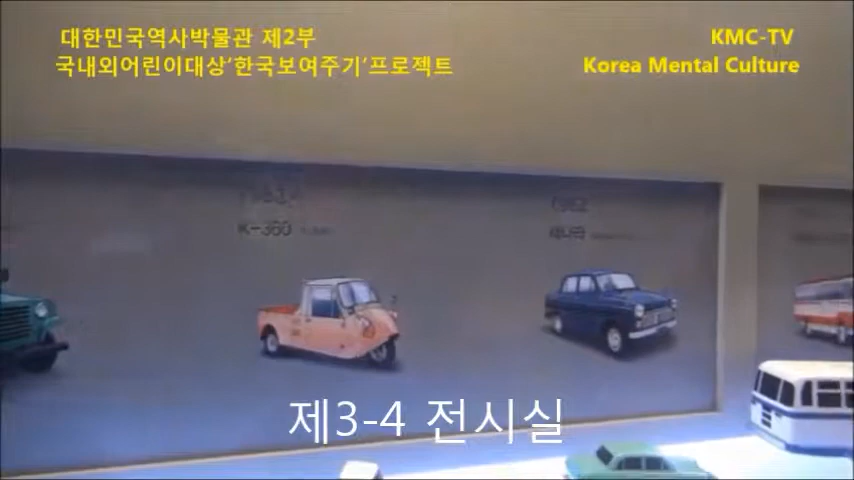 대한민국역사박물관 제2부
국내외어린이대상'한국보여주기'프로젝트
KMC-TV
Korea Mental Culture
K-360
제3-4 전시실